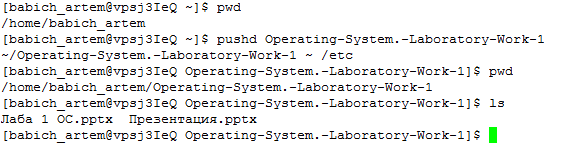 [babich_artem@vpsj3IeQ ~]$ pwd
/home/babich_artem
[babich_artem@vpsj3IeQ ~]$ pushd Operating-System.-Laboratory-Work-1
~/Operating-System.-Laboratory-Work-1 ~ /etc
[babich_artem@vpsj3IeQ Operating-System.-Laboratory-Work-1]$ pwd
/home/babich_artem/Operating-System.-Laboratory-Work-1
[babich_artem@vpsj3IeQ Operating-System.-Laboratory-Work-1]$ ls
Лаба 1 ОС.pptx  Презентация.pptx
[babich_artem@vpsj3IeQ Operating-System.-Laboratory-Work-1]$